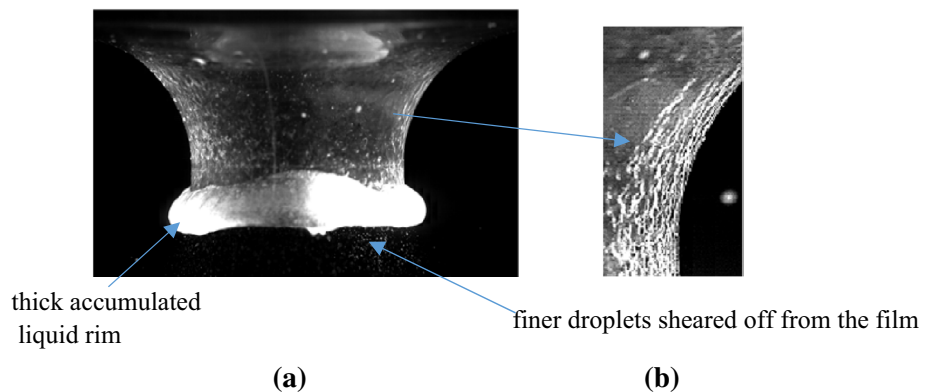 thick accumulated
liquid rim
finer droplets sheared off from the film
(a)
(b)